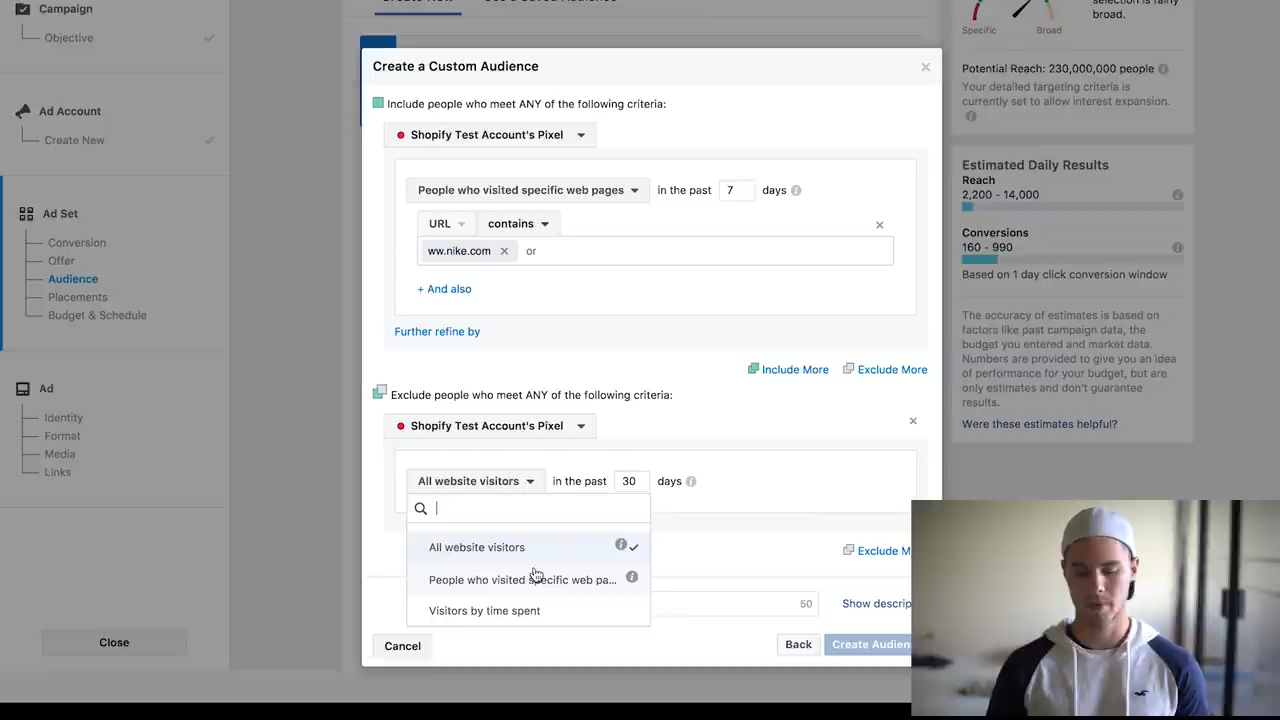 Campaign
Objective
Ad Account
Create New
Ad Set
Conversion
Offer
Audience
Placements
Budget & Schedule
Ad
Identity
Format
Media
Links
Close
Create a Custom Audience
Include people who meet ANY of the following criteria:
Shopify Test Account's Pixel
People who visited specific web pages in the past 7 days
URL contains
ww.nike.com or
+ And also
Further refine by
Include More Exclude More
Exclude people who meet ANY of the following criteria:
Shopify Test Account's Pixel
All website visitors in the past 30 days
All website visitors
People who visited specific web pa...
Visitors by time spent
Exclude M
50 Show descrip
Cancel Back Create Audien
selection is fairly
broad.
Specific Broad
Potential Reach: 230,000,000 people
Your detailed targeting criteria is
currently set to allow interest expansion.
Estimated Daily Results
Reach
2,200 - 14,000
Conversions
160 - 990
Based on 1 day click conversion window
The accuracy of estimates is based on
factors like past campaign data, the
budget you entered and market data.
Numbers are provided to give you an idea
of performance for your budget, but are
only estimates and don't guarantee
results.
Were these estimates helpful?